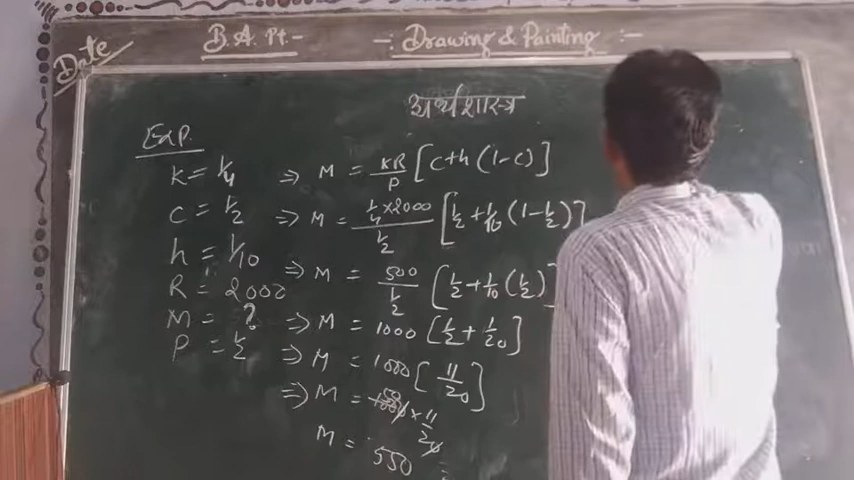 Date
B.A. Pt.- -: Drawing & Painting :-
अर्थशास्त्र
Exp.
K = 1/4 ⇒ M = KR/P [C+h(1-C)]
C = 1/2 ⇒ M = 1/4×2000 / 1/2 [1/2+1/10(1-1/2)]
h = 1/10
R = 2000 ⇒ M = 500 / 1/2 [1/2+1/10(1/2)]
M = ? ⇒ M = 1000 [1/2+1/20]
P = 1/2 ⇒ M = 1000 [11/20]
⇒ M = 1000 × 11/20
50
M = 550